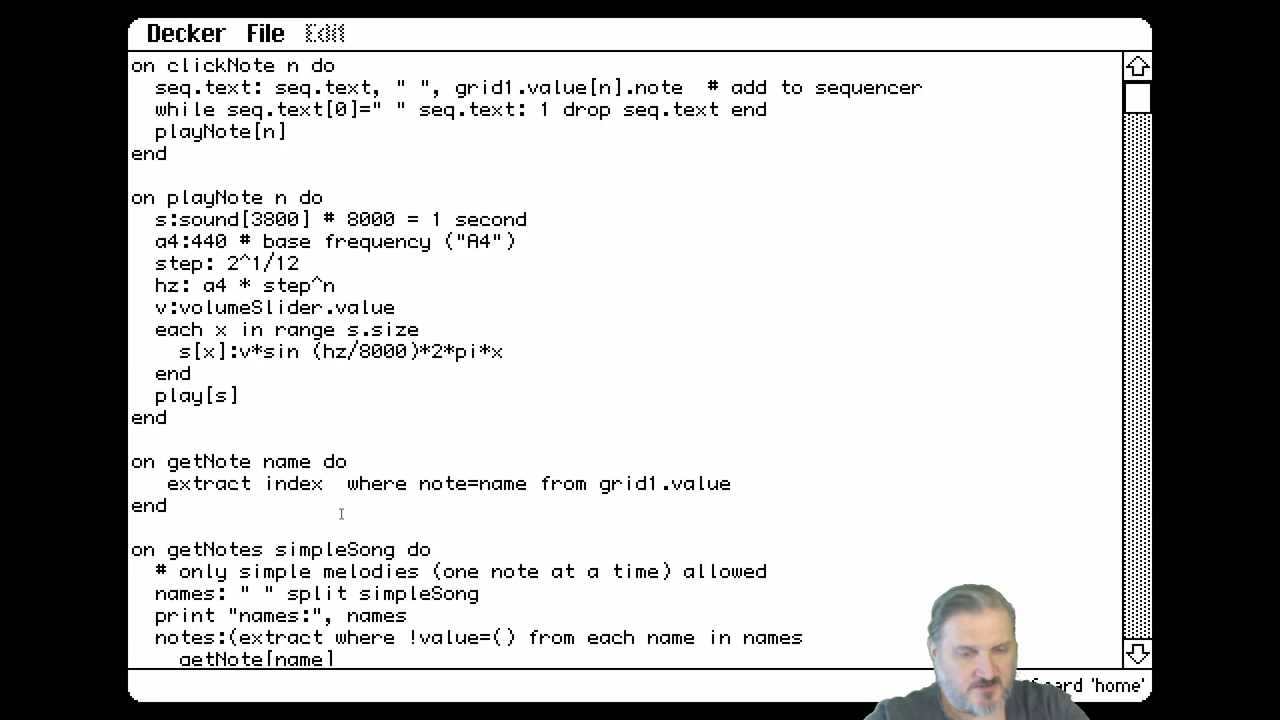 Decker File Edit
on clickNote n do
seq.text: seq.text, " ", grid1.value[n].note # add to sequencer
while seq.text[0]=" " seq.text: 1 drop seq.text end
playNote[n]
end
on playNote n do
s:sound[3800] # 8000 = 1 second
a4:440 # base frequency ("A4")
step: 2^1/12
hz: a4 * step^n
v:volumeSlider.value
each x in range s.size
s[x]:v*sin (hz/8000)*2*pi*x
end
play[s]
end
on getNote name do
extract index where note=name from grid1.value
end
on getNotes simpleSong do
# only simple melodies (one note at a time) allowed
names: " " split simpleSong
print "names:", names
notes:(extract where !value=() from each name in names
getNote[name]
card 'home'